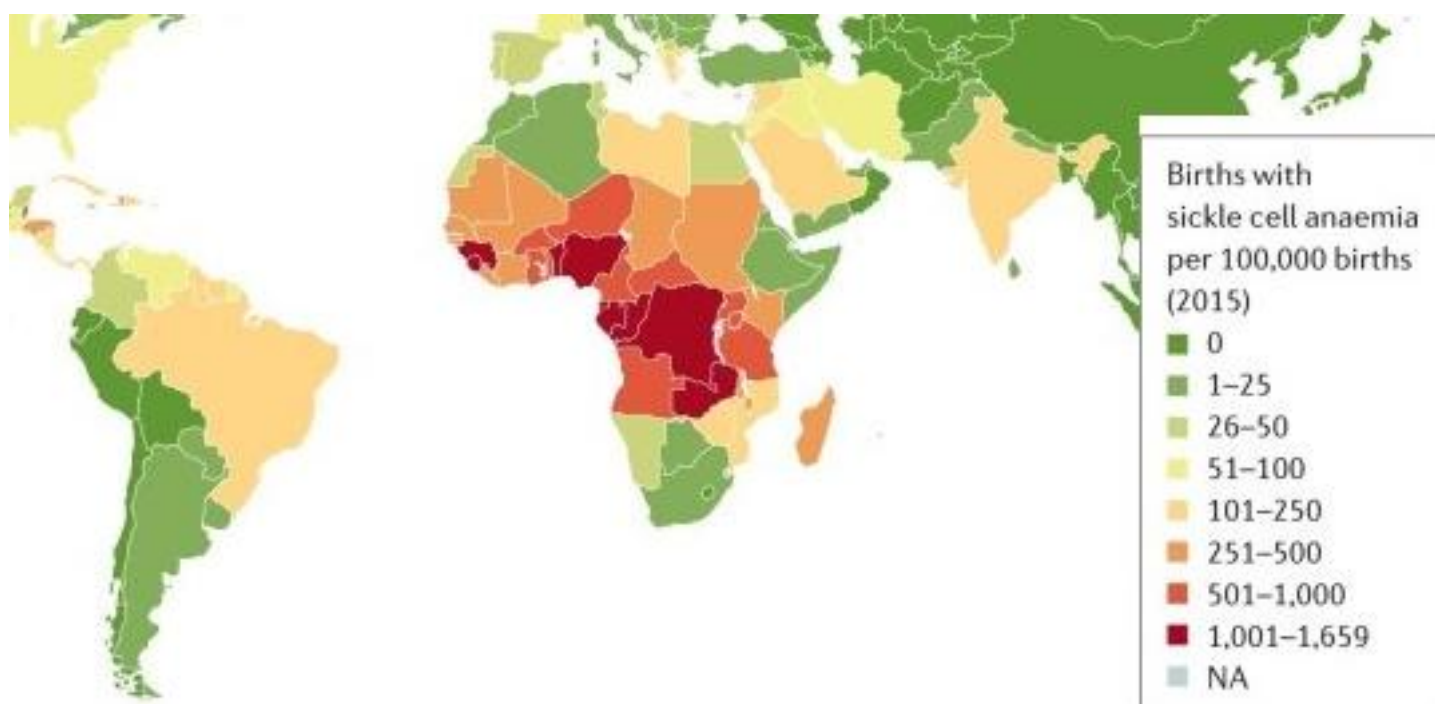 Births with
sickle cell anaemia
per 100,000 births
(2015)
0
1–25
26–50
51–100
101–250
251–500
501–1,000
1,001–1,659
NA